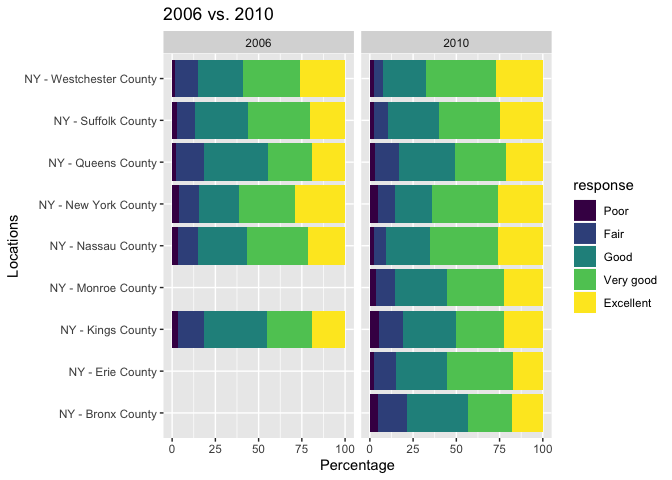 2006 vs. 2010
2006
2010
NY - Westchester County
NY - Suffolk County
NY - Queens County
NY - New York County
NY - Nassau County
NY - Monroe County
NY - Kings County
NY - Erie County
NY - Bronx County
Locations
0 25 50 75 100
0 25 50 75 100
Percentage
response
Poor
Fair
Good
Very good
Excellent